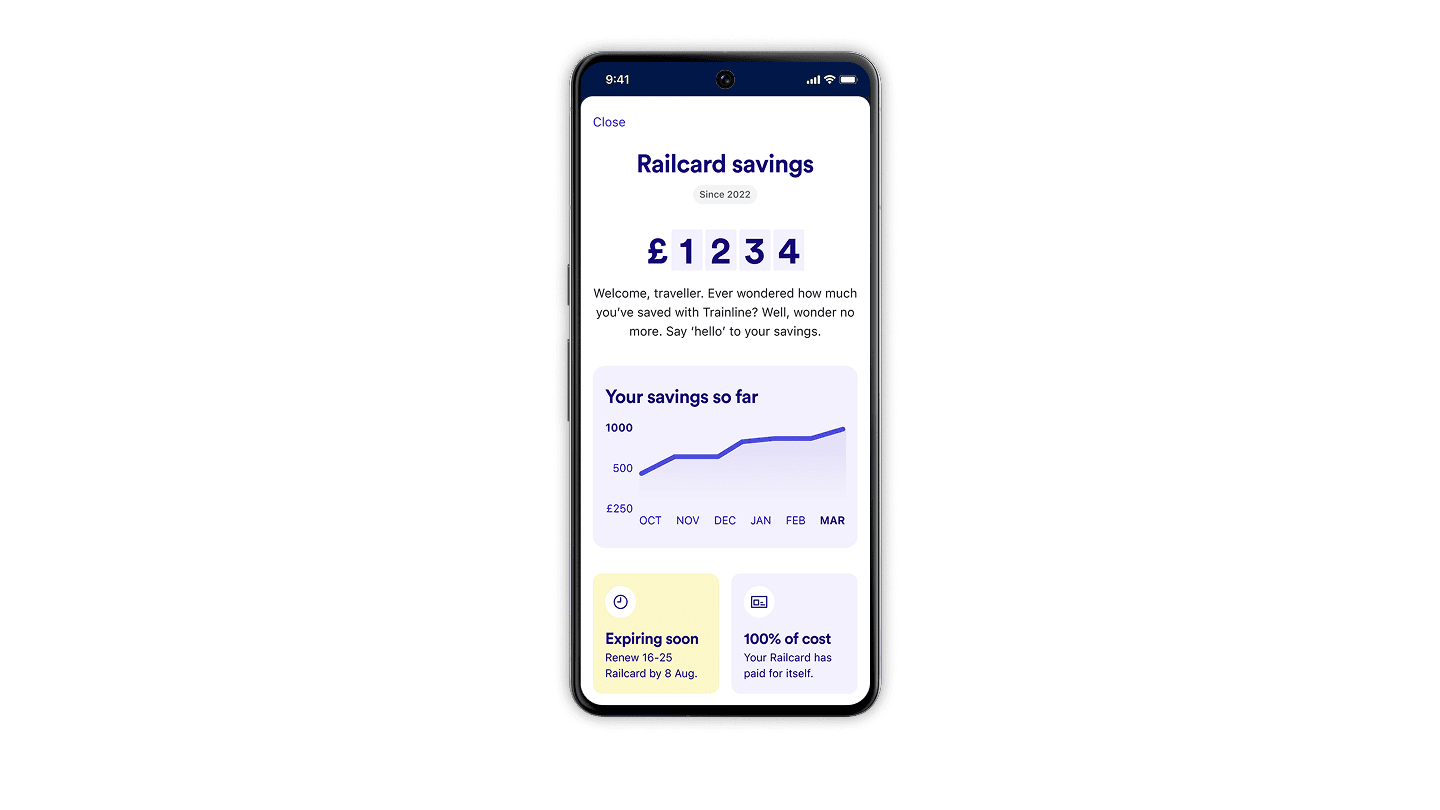 9:41
Close
Railcard savings
Since 2022
£1234
Welcome, traveller. Ever wondered how much
you’ve saved with Trainline? Well, wonder no
more. Say ‘hello’ to your savings.
Your savings so far
1000
500
£250
OCT NOV DEC JAN FEB MAR
Expiring soon
Renew 16-25
Railcard by 8 Aug.
100% of cost
Your Railcard has
paid for itself.